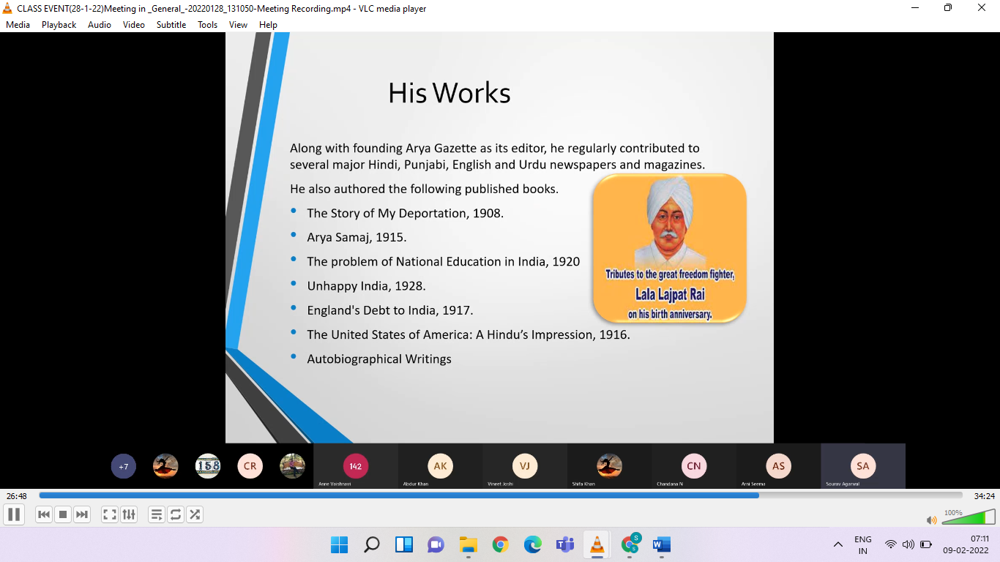 CLASS EVENT(28-1-22)Meeting in _General_-20220128_131050-Meeting Recording.mp4 - VLC media player
Media Playback Audio Video Subtitle Tools View Help
His Works
Along with founding Arya Gazette as its editor, he regularly contributed to
several major Hindi, Punjabi, English and Urdu newspapers and magazines.
He also authored the following published books.
• The Story of My Deportation, 1908.
• Arya Samaj, 1915.
• The problem of National Education in India, 1920
• Unhappy India, 1928.
• England's Debt to India, 1917.
• The United States of America: A Hindu’s Impression, 1916.
• Autobiographical Writings
Tributes to the great freedom fighter,
Lala Lajpat Rai
on his birth anniversary.
+7 158 CR 142 AK VJ CN AS SA
Anne Vaishnavi Abdur Khan Vineet Joshi Shifa Khan Chandana N Arni Seema Sourav Agarwal
26:48 34:24
100%
S
ENG
IN
07:11
09-02-2022